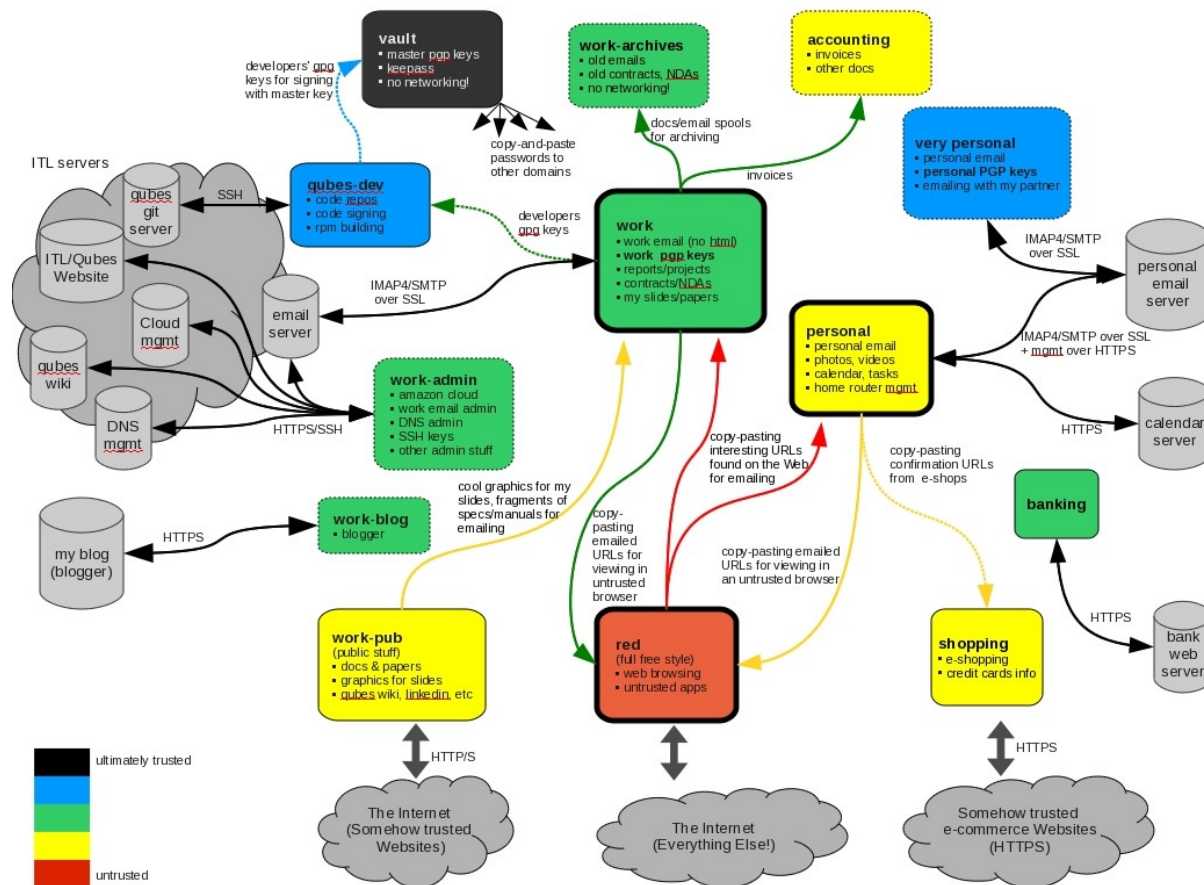 vault
▪ master pgp keys
▪ keepass
▪ no networking!
work-archives
▪ old emails
▪ old contracts, NDAs
▪ no networking!
accounting
▪ invoices
▪ other docs
developers' gpg
keys for signing
with master key
copy-and-paste
passwords to
other domains
docs/email spools
for archiving
invoices
very personal
▪ personal email
▪ personal PGP keys
▪ emailing with my partner
ITL servers
qubes
git
server
SSH
qubes-dev
▪ code repos
▪ code signing
▪ rpm building
developers
gpg keys
work
▪ work email (no html)
▪ work pgp keys
▪ reports/projects
▪ contracts/NDAs
▪ my slides/papers
IMAP4/SMTP
over SSL
personal
email
server
ITL/Qubes
Website
IMAP4/SMTP
over SSL
email
server
Cloud
mgmt
qubes
wiki
DNS
mgmt
HTTPS/SSH
work-admin
▪ amazon cloud
▪ work email admin
▪ DNS admin
▪ SSH keys
▪ other admin stuff
personal
▪ personal email
▪ photos, videos
▪ calendar, tasks
▪ home router mgmt
IMAP4/SMTP over SSL
+ mgmt over HTTPS
HTTPS
calendar
server
copy-pasting
interesting URLs
found on the Web
for emailing
copy-pasting
confirmation URLs
from e-shops
cool graphics for my
slides, fragments of
specs/manuals for
emailing
banking
my blog
(blogger)
HTTPS
work-blog
▪ blogger
copy-
pasting
emailed
URLs for
viewing in
untrusted
browser
copy-pasting emailed
URLs for viewing in
an untrusted browser
HTTPS
bank
web
server
work-pub
(public stuff)
▪ docs & papers
▪ graphics for slides
▪ qubes wiki, linkedin, etc
red
(full free style)
▪ web browsing
▪ untrusted apps
shopping
▪ e-shopping
▪ credit cards info
HTTP/S
HTTPS
The Internet
(Somehow trusted
Websites)
The Internet
(Everything Else!)
Somehow trusted
e-commerce Websites
(HTTPS)
ultimately trusted
untrusted